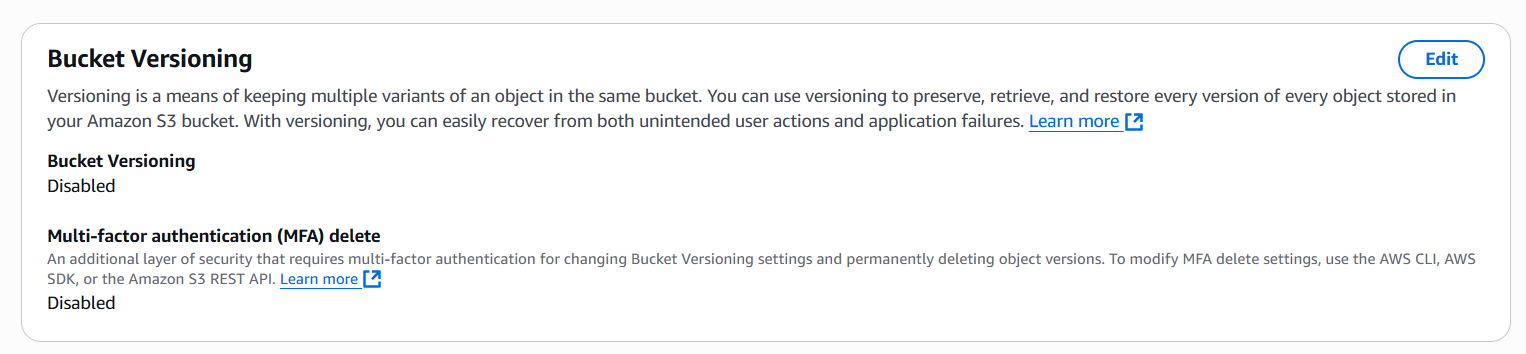 Bucket Versioning
Edit
Versioning is a means of keeping multiple variants of an object in the same bucket. You can use versioning to preserve, retrieve, and restore every version of every object stored in
your Amazon S3 bucket. With versioning, you can easily recover from both unintended user actions and application failures. Learn more
Bucket Versioning
Disabled
Multi-factor authentication (MFA) delete
An additional layer of security that requires multi-factor authentication for changing Bucket Versioning settings and permanently deleting object versions. To modify MFA delete settings, use the AWS CLI, AWS
SDK, or the Amazon S3 REST API. Learn more
Disabled